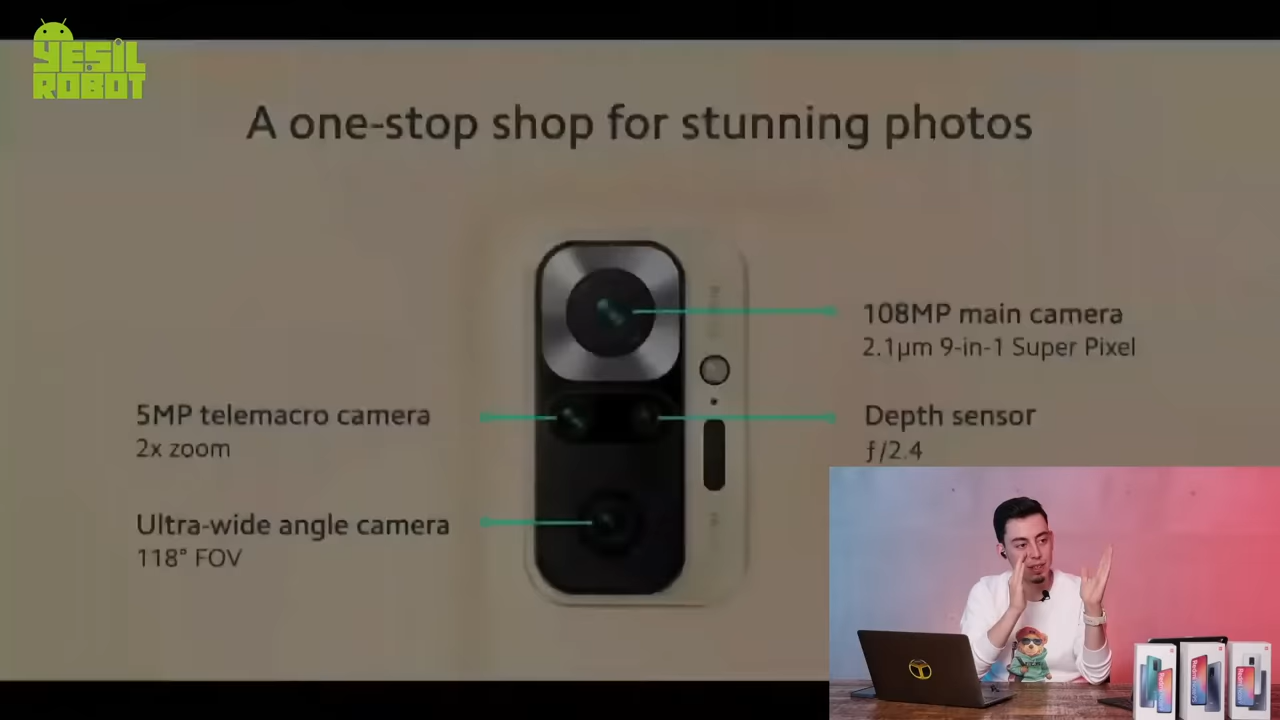 YEŞİL
ROBOT
A one-stop shop for stunning photos
108MP main camera
2.1µm 9-in-1 Super Pixel
5MP telemacro camera
2x zoom
Depth sensor
ƒ/2.4
Ultra-wide angle camera
118° FOV